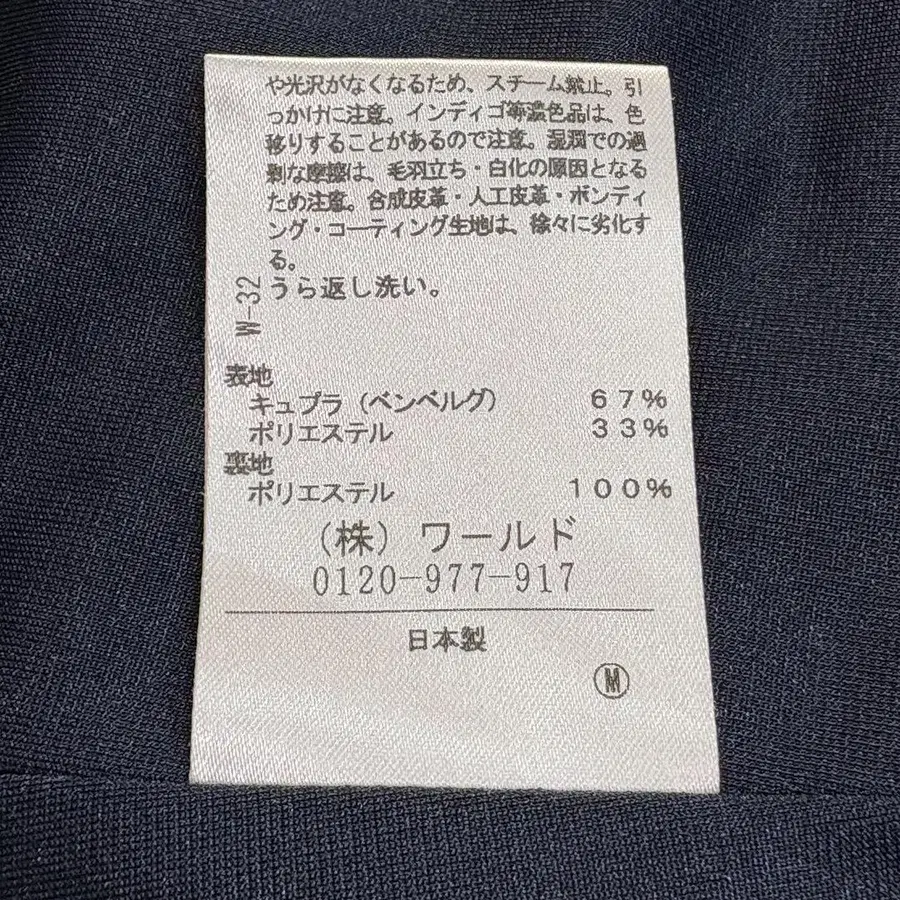 や光沢がなくなるため、スチーム禁止。引
っかけに注意。インディゴ等濃色品は、色
移りすることがあるので注意。湿潤での過
剰な摩擦は、毛羽立ち・白化の原因となる
ため注意。合成皮革・人工皮革・ボンディ
ング・コーティング生地は、徐々に劣化す
る。
うら返し洗い。
W-32
表地
キュプラ（ベンベルグ） 67%
ポリエステル 33%
裏地
ポリエステル 100%
（株）ワールド
0120-977-917
日本製
M